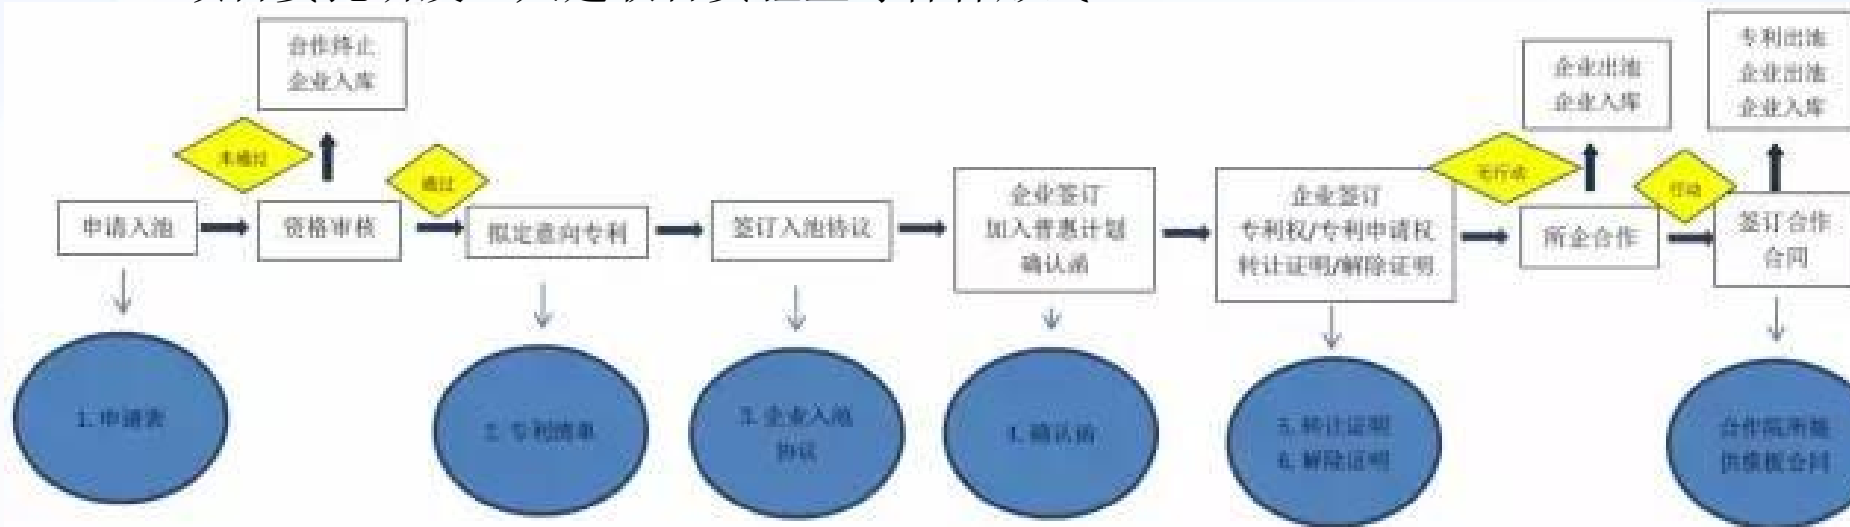 合作终止
企业入库
未通过
通过
申请入池
资格审核
拟定意向专利
签订入池协议
企业签订
加入普惠计划
确认函
企业签订
专利权/专利申请权
转让证明/解除证明
无行动
企业出池
企业入库
所企合作
行动
专利出池
企业出池
企业入库
签订合作
合同
1.申请表
2.专利清单
3.企业入池
协议
4.确认函
5.转让证明
6.解除证明
合作院所提
供模板合同